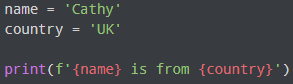 name = 'Cathy'
country = 'UK'
print(f'{name} is from {country}')